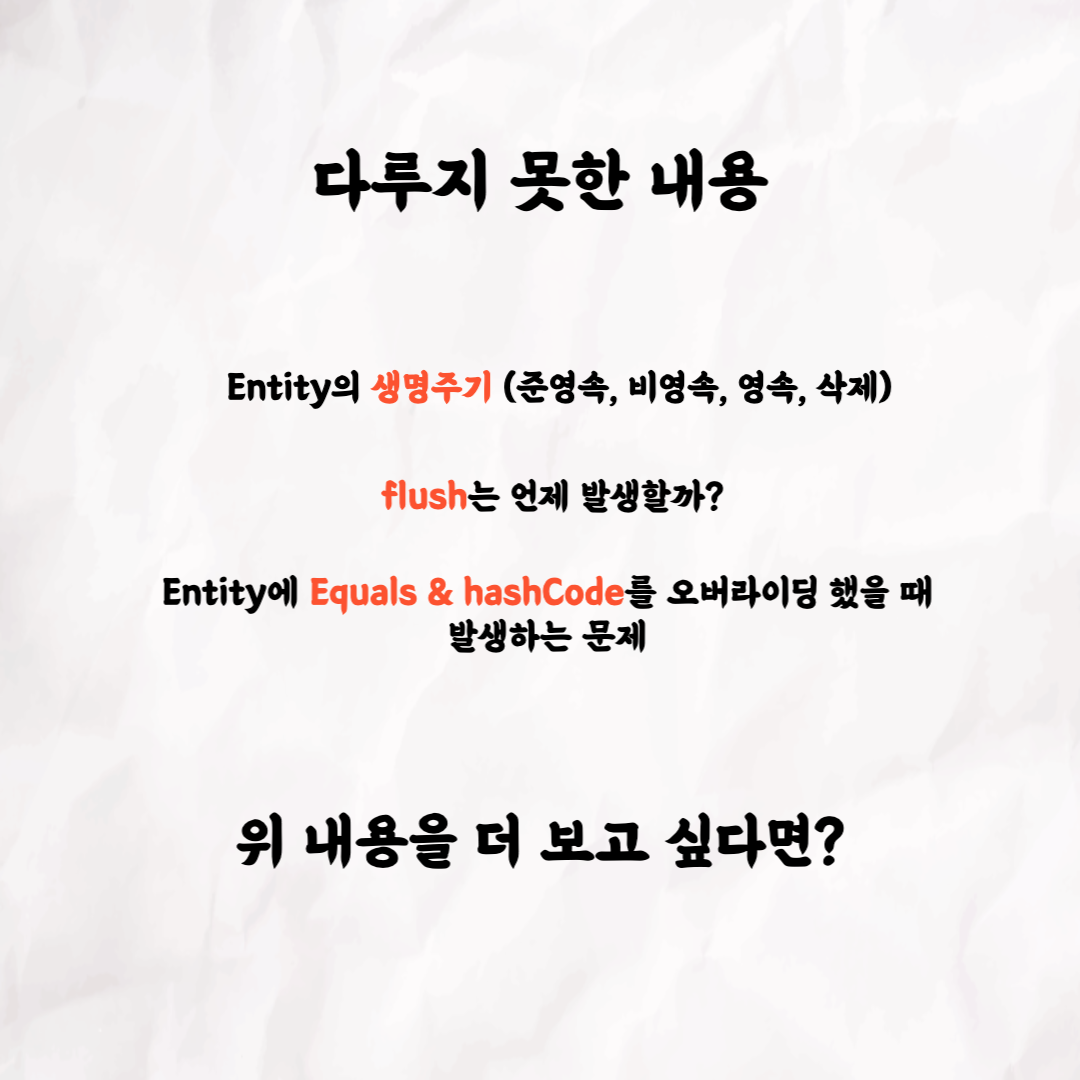 다루지 못한 내용
Entity의 생명주기 (준영속, 비영속, 영속, 삭제)
flush는 언제 발생할까?
Entity에 Equals & hashCode를 오버라이딩 했을 때
발생하는 문제
위 내용을 더 보고 싶다면?